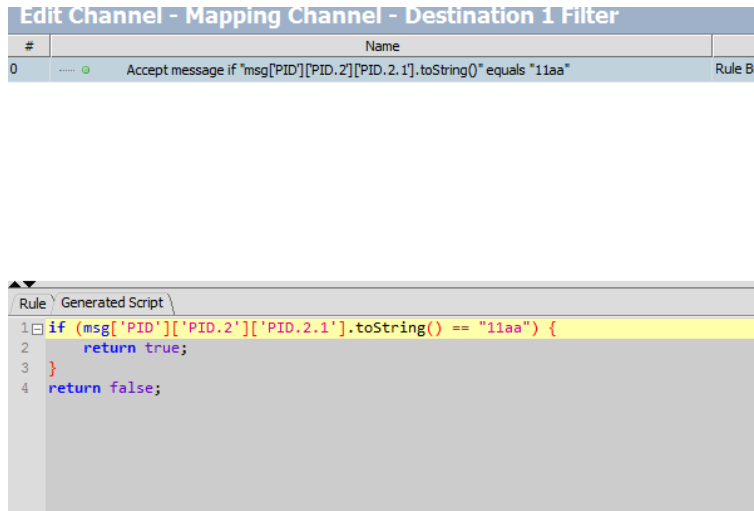 Edit Channel - Mapping Channel - Destination 1 Filter
# Name
0 Accept message if "msg['PID']['PID.2']['PID.2.1'].toString()" equals "11aa" Rule B
Rule Generated Script
1 if (msg['PID']['PID.2']['PID.2.1'].toString() == "11aa") {
2 return true;
3 }
4 return false;